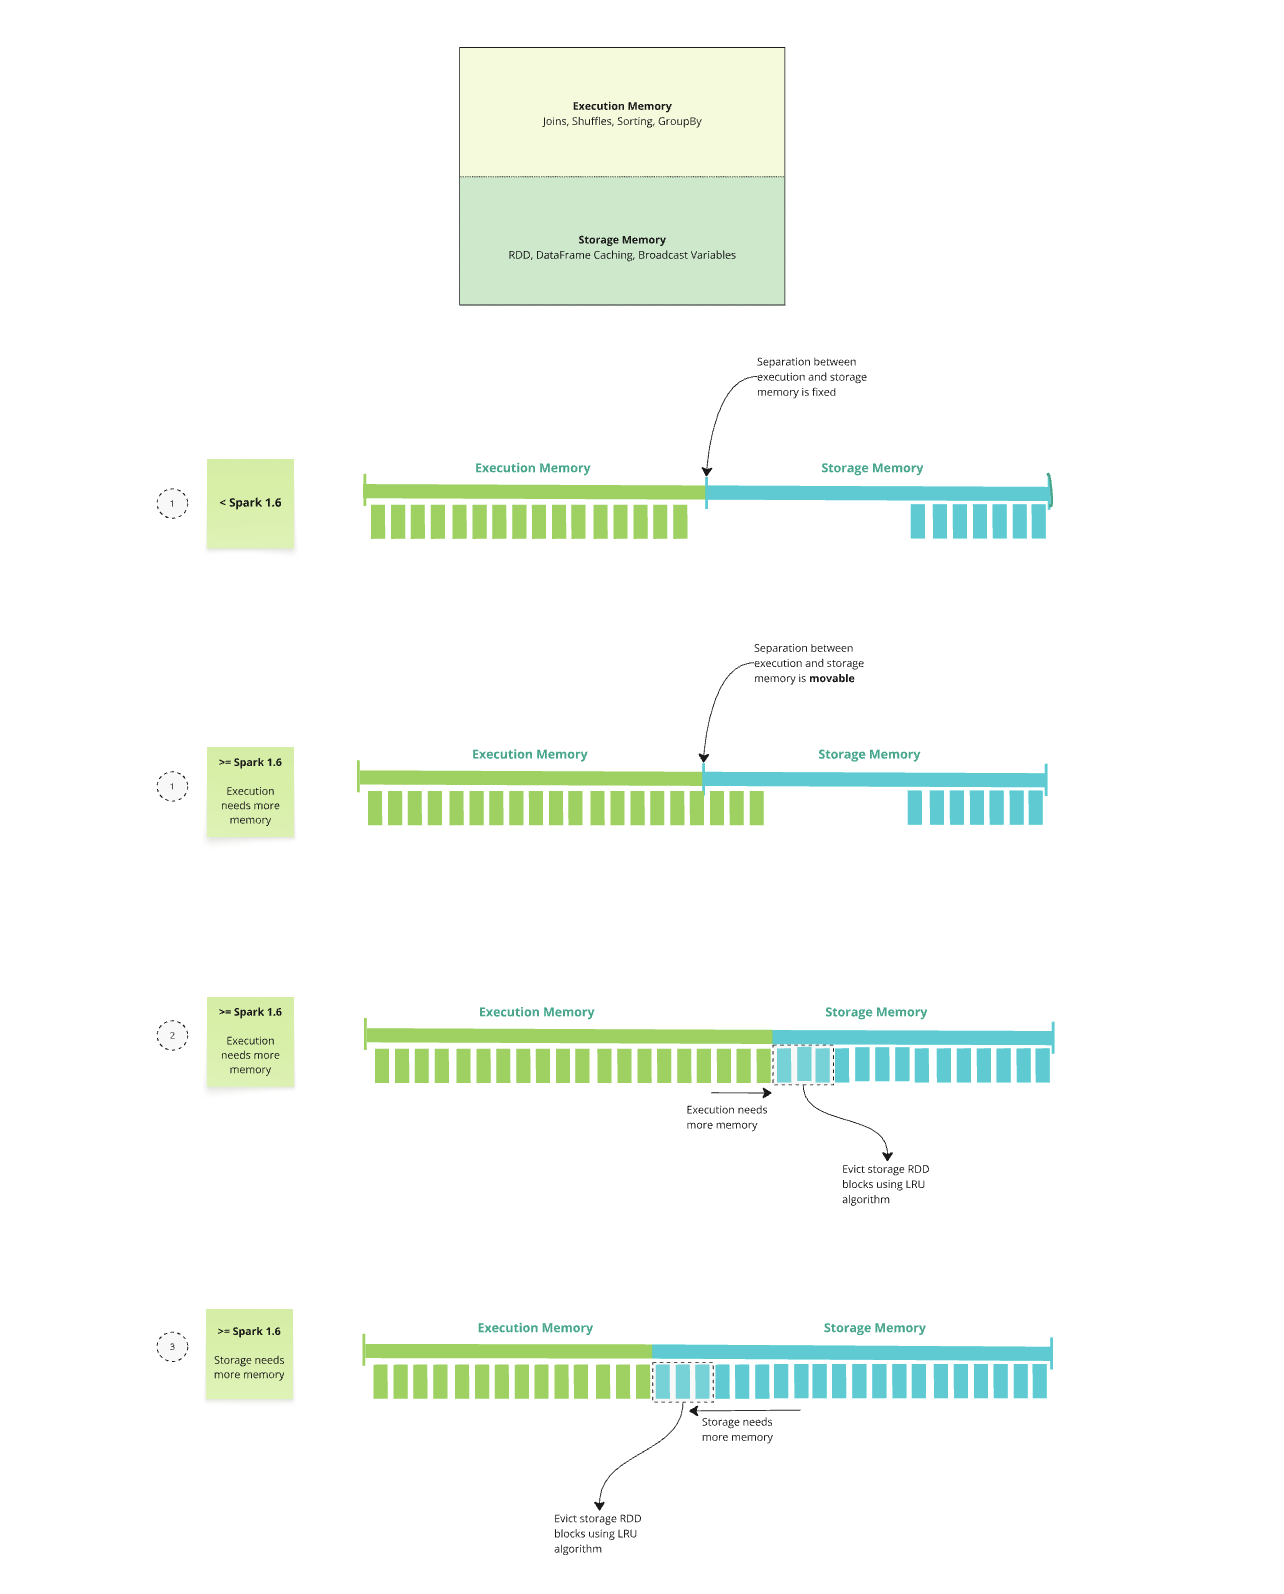 Execution Memory
Joins, Shuffles, Sorting, GroupBy
Storage Memory
RDD, DataFrame Caching, Broadcast Variables
Separation between
execution and storage
memory is fixed
1
< Spark 1.6
Execution Memory
Storage Memory
Separation between
execution and storage
memory is movable
1
>= Spark 1.6
Execution
needs more
memory
Execution Memory
Storage Memory
2
>= Spark 1.6
Execution
needs more
memory
Execution Memory
Storage Memory
Execution needs
more memory
Evict storage RDD
blocks using LRU
algorithm
3
>= Spark 1.6
Storage needs
more memory
Execution Memory
Storage Memory
Storage needs
more memory
Evict storage RDD
blocks using LRU
algorithm